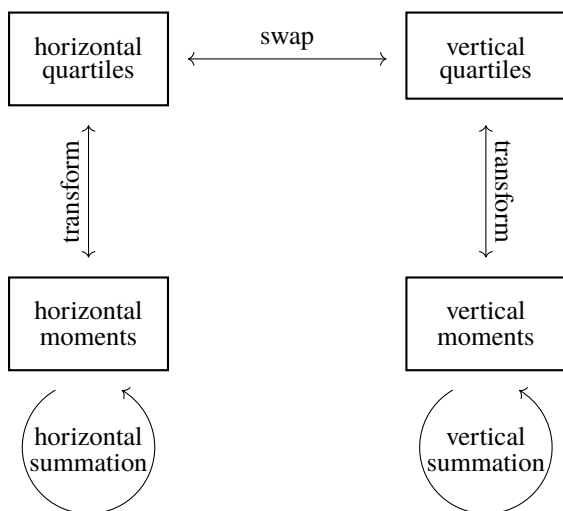 horizontal
quartiles
swap
vertical
quartiles
transform
transform
horizontal
moments
vertical
moments
horizontal
summation
vertical
summation